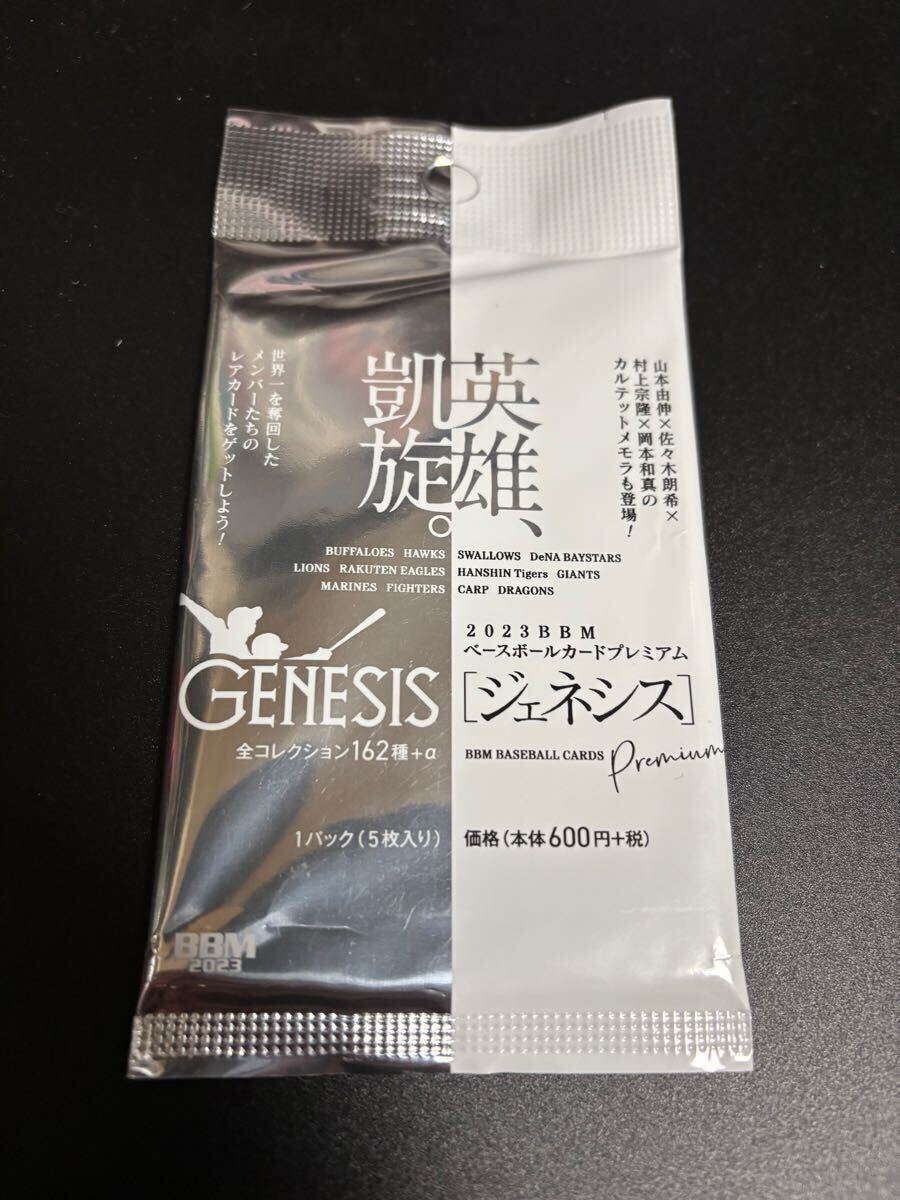 山本由伸×佐々木朗希×
村上宗隆×岡本和真の
カルテットメモラも登場！
英雄、
凱旋。
世界一を奪回した
メンバーたちの
レアカードをゲットしよう！
BUFFALOES HAWKS SWALLOWS DeNA BAYSTARS
LIONS RAKUTEN EAGLES HANSHIN Tigers GIANTS
MARINES FIGHTERS CARP DRAGONS
GENESIS
全コレクション162種+α
2023BBM
ベースボールカードプレミアム
[ジェネシス]
BBM BASEBALL CARDS Premium
1パック（5枚入り） 価格（本体600円+税）
BBM
2023